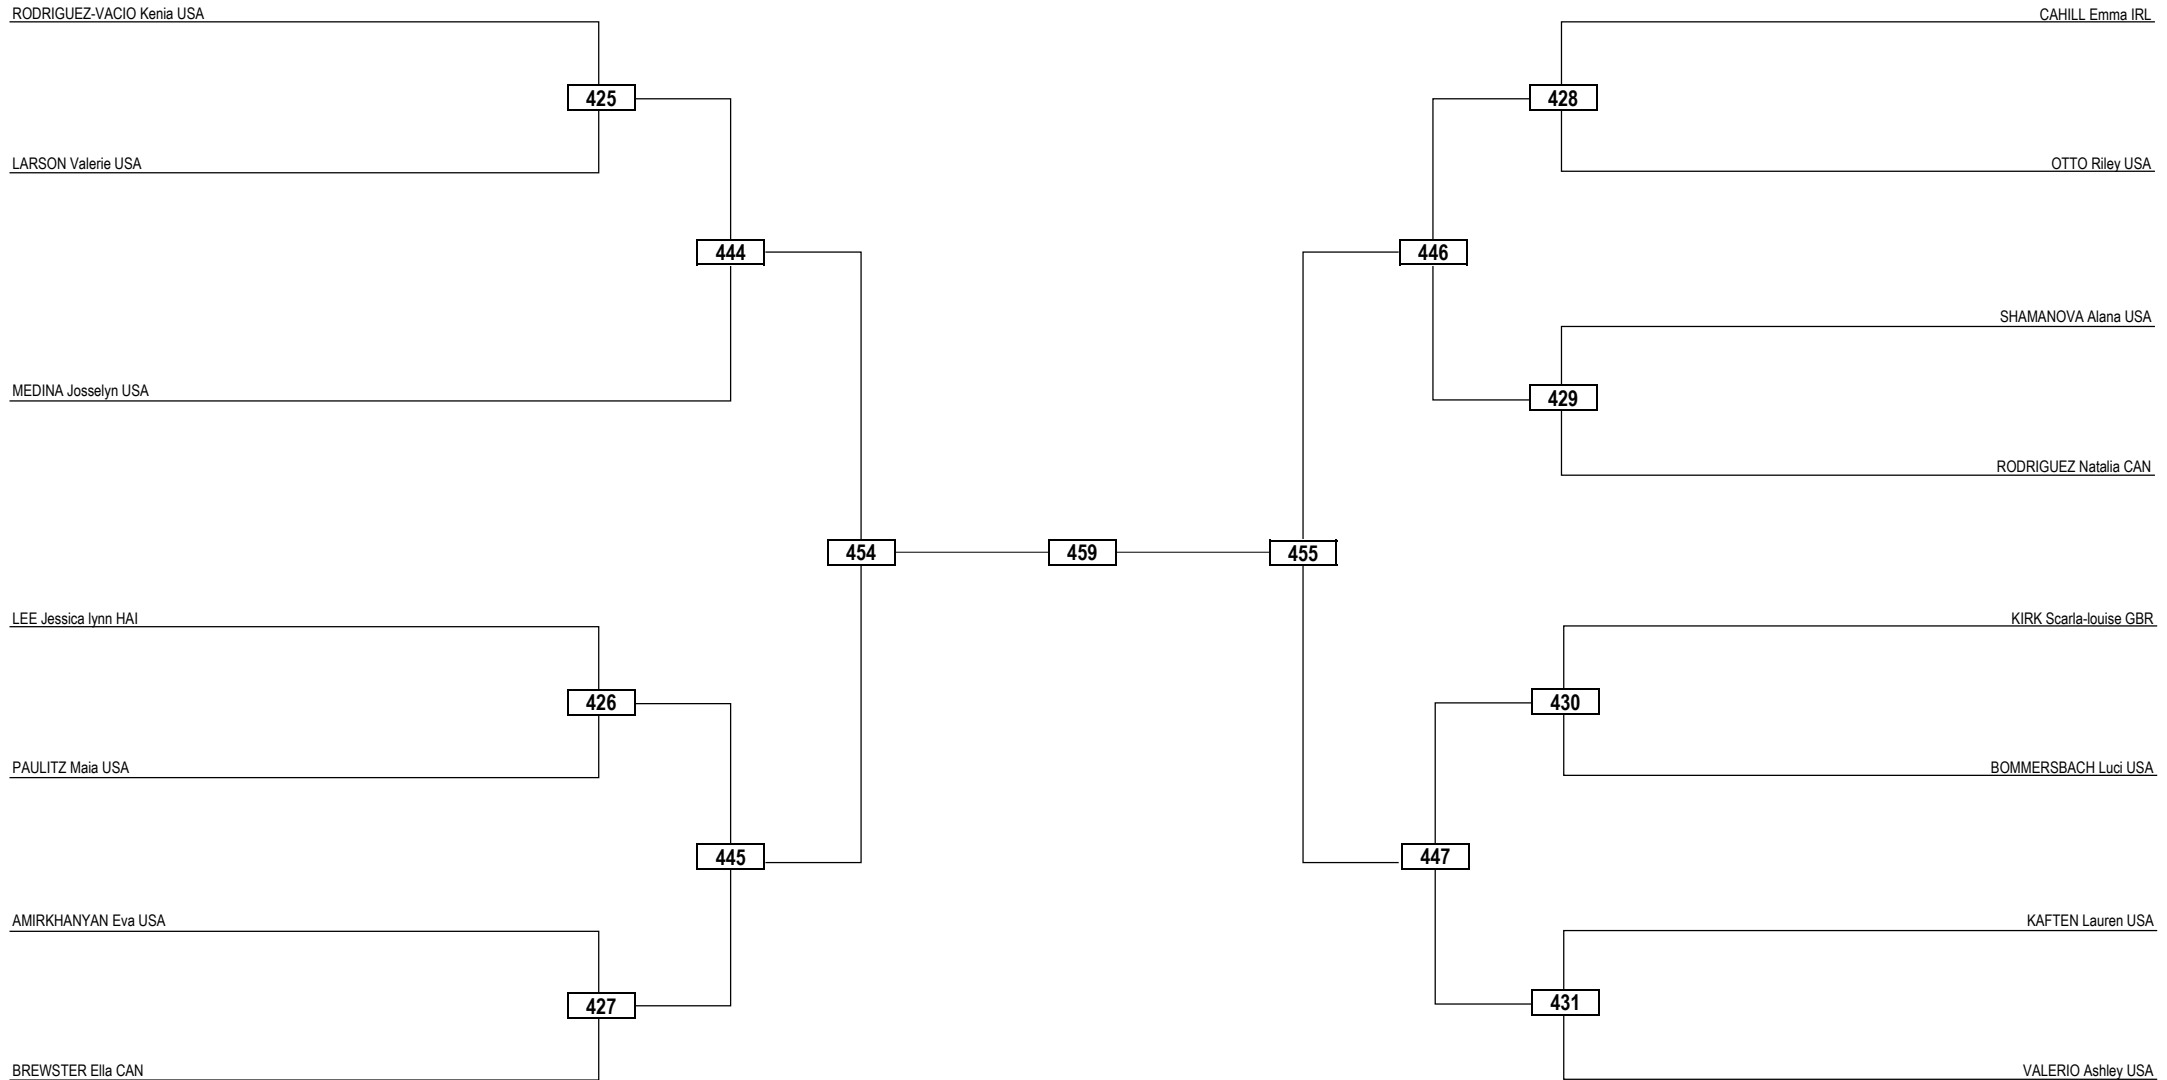 RODRIGUEZ-VACIO Kenia USA
CAHILL Emma IRL
425
428
LARSON Valerie USA
OTTO Riley USA
444
446
SHAMANOVA Alana USA
MEDINA Josselyn USA
429
RODRIGUEZ Natalia CAN
454
459
455
LEE Jessica lynn HAI
KIRK Scarla-louise GBR
426
430
PAULITZ Maia USA
BOMMERSBACH Luci USA
445
447
AMIRKHANYAN Eva USA
KAFTEN Lauren USA
427
431
BREWSTER Ella CAN
VALERIO Ashley USA